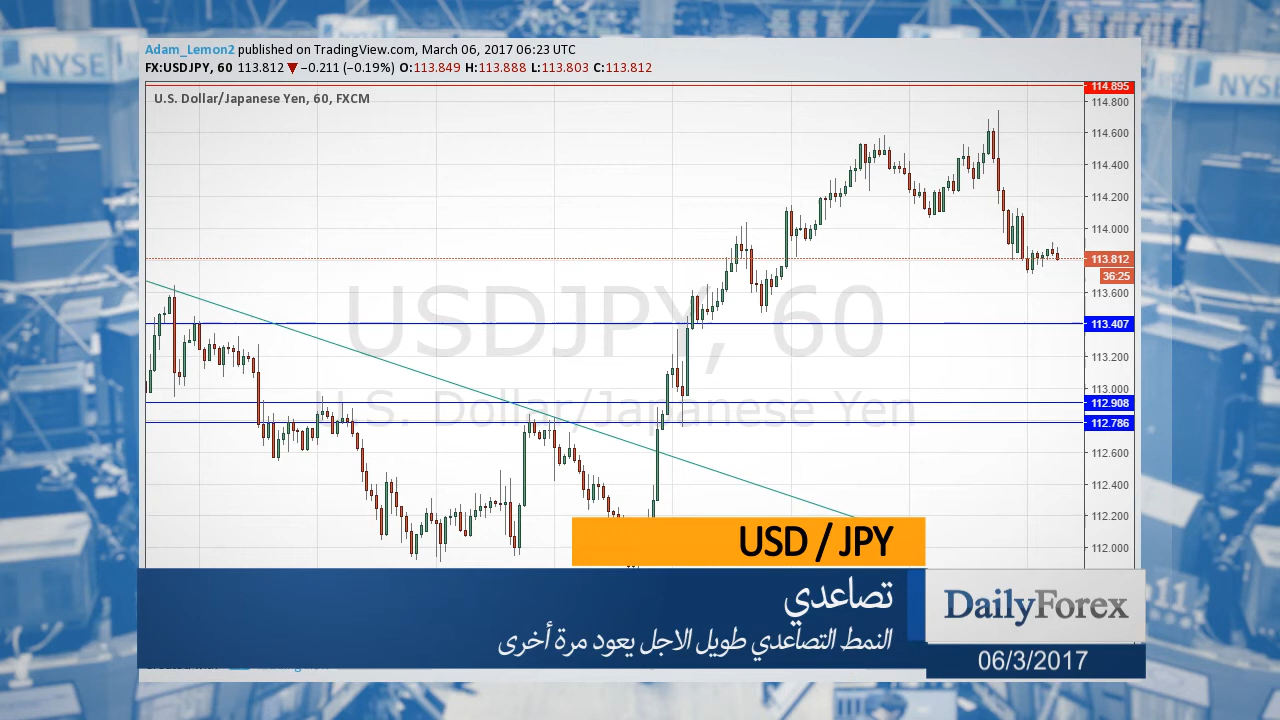 NYSE
NYS
Adam_Lemon2 published on TradingView.com, March 06, 2017 06:23 UTC
FX:USDJPY, 60 113.812 ▼ −0.211 (−0.19%) O:113.849 H:113.888 L:113.803 C:113.812
U.S. Dollar/Japanese Yen, 60, FXCM
114.895
114.800
114.600
114.400
114.200
114.000
113.812
36:25
113.600
113.407
113.200
113.000
112.908
112.786
112.600
112.400
112.200
112.000
USDJPY, 60
U.S. Dollar/Japanese Yen
USD / JPY
تصاعدي
النمط التصاعدي طويل الاجل يعود مرة أخرى
DailyForex
06/3/2017